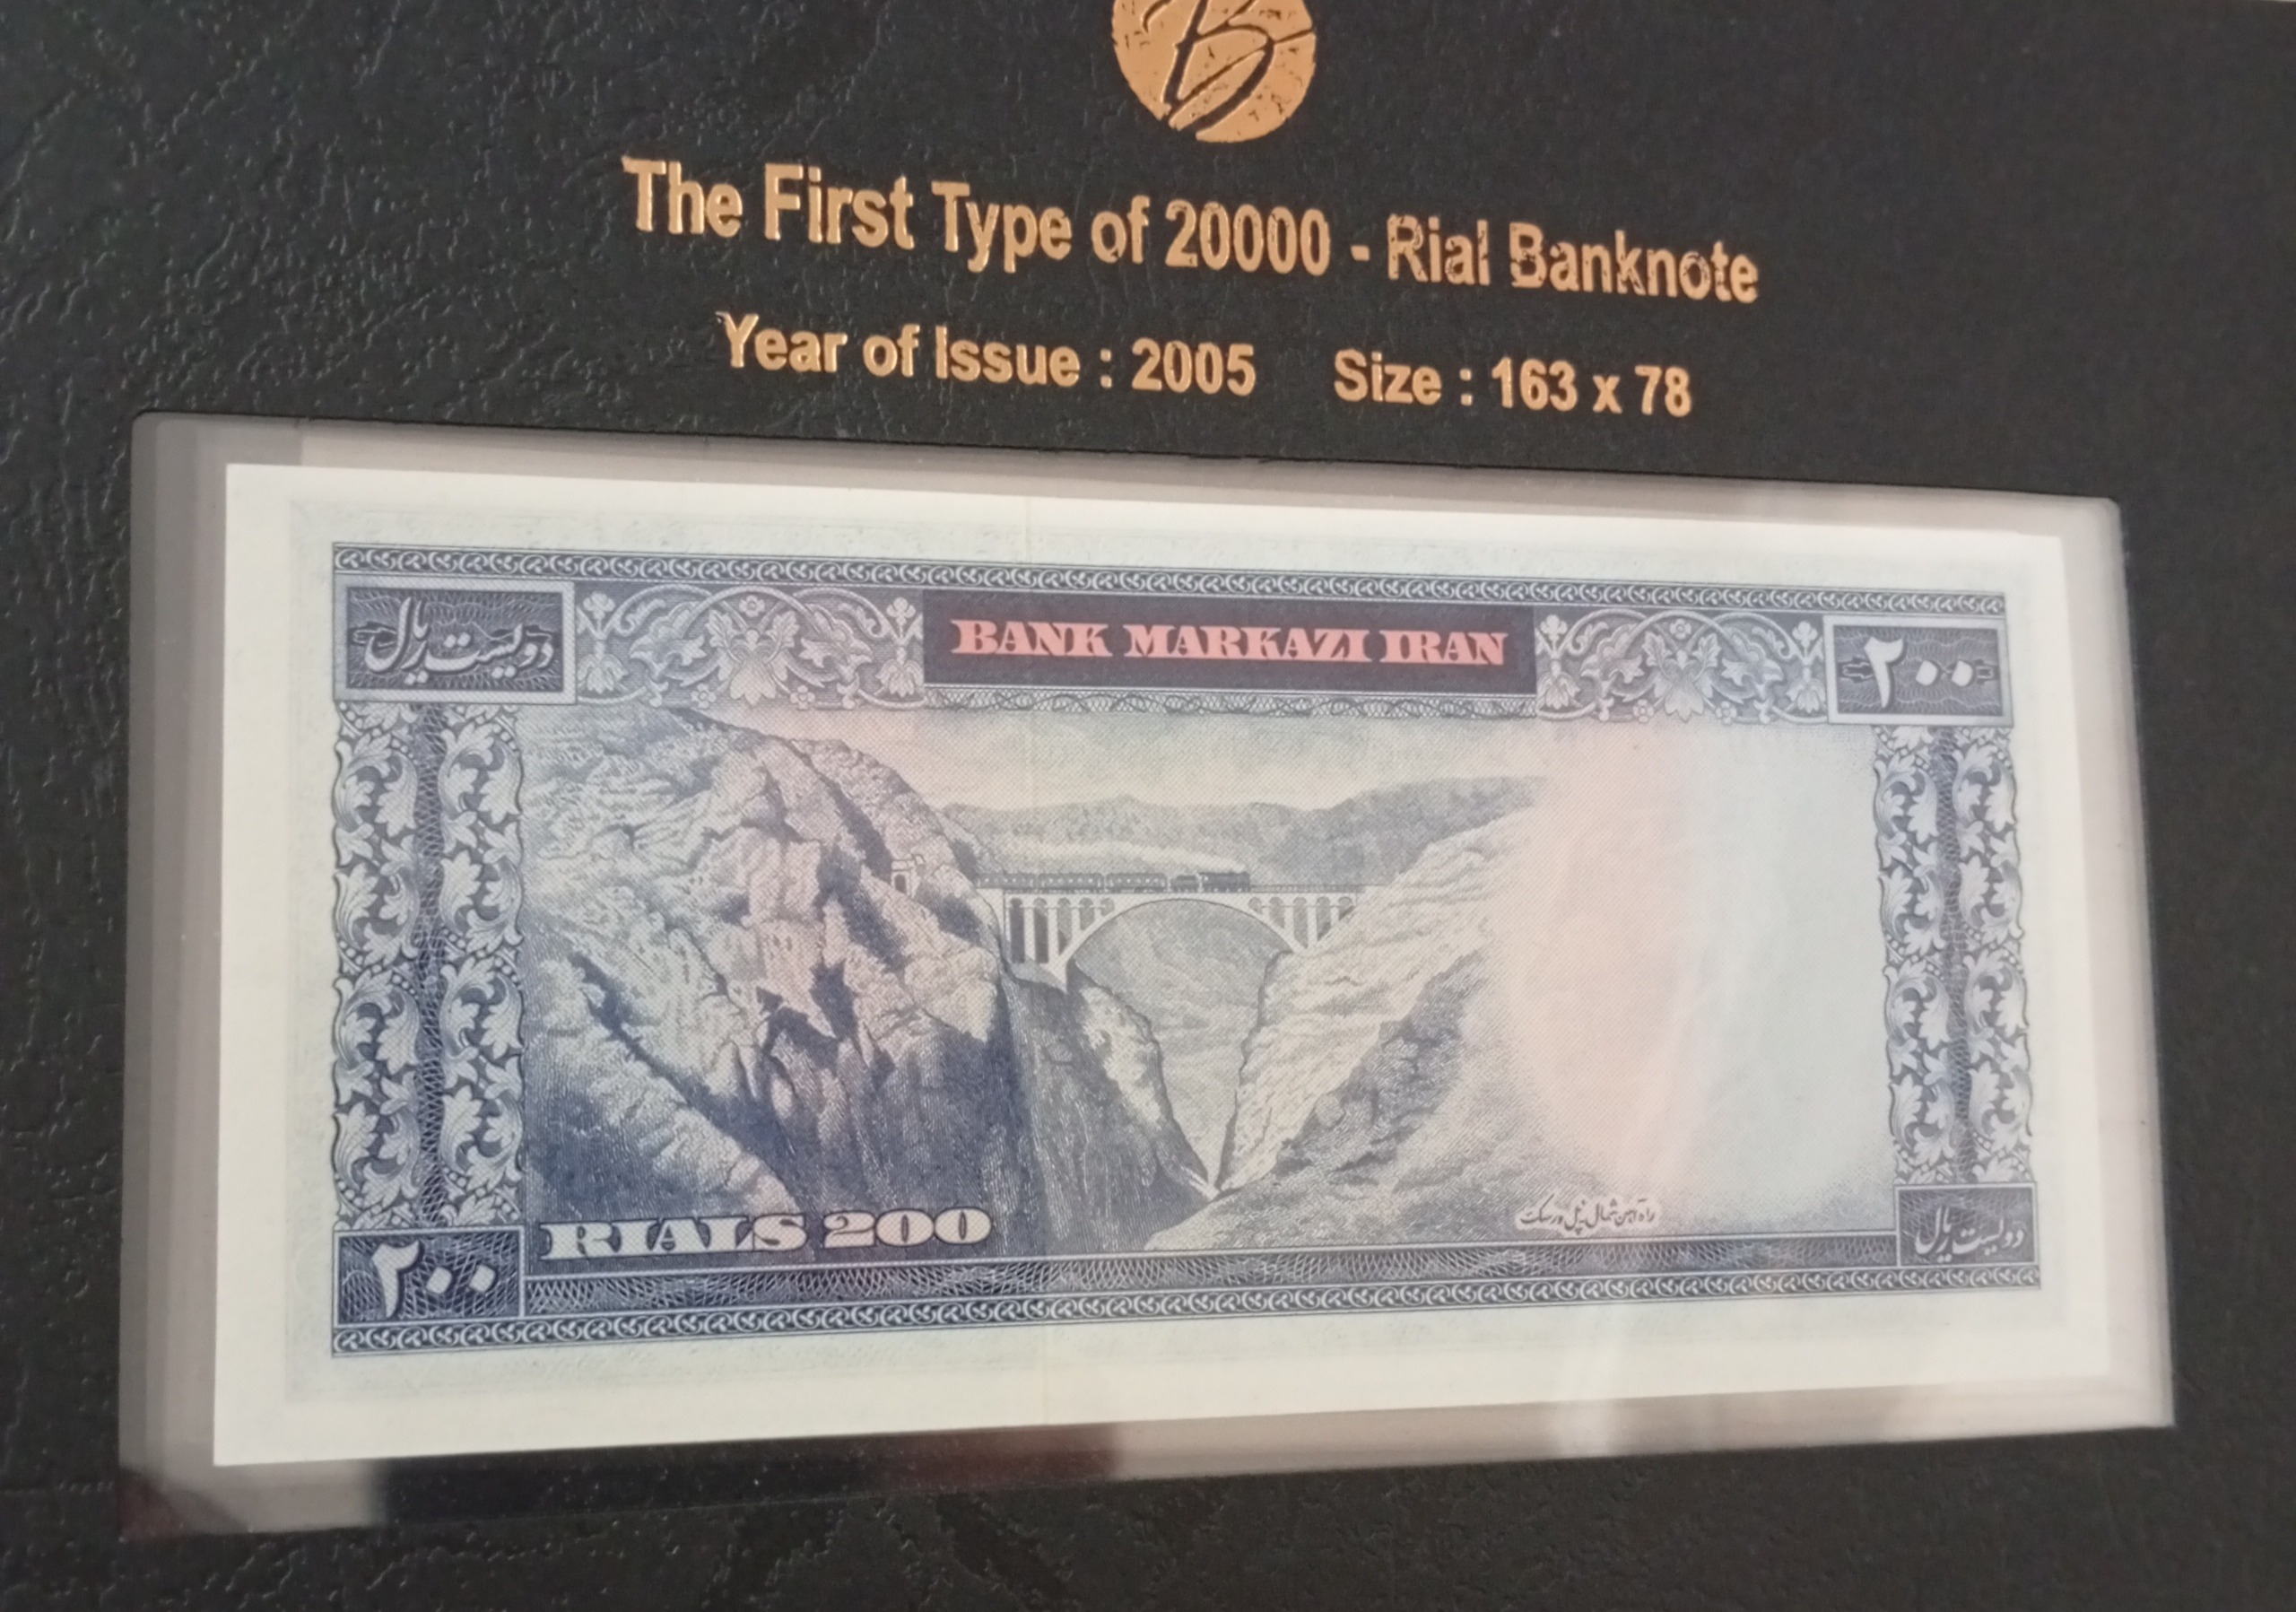 B
The First Type of 20000 - Rial Banknote
Year of Issue : 2005 Size : 163 x 78
دویست ریال
BANK MARKAZI IRAN
۲۰۰
راه آهن شمال پل ورسک
RIALS 200
۲۰۰
دویست ریال